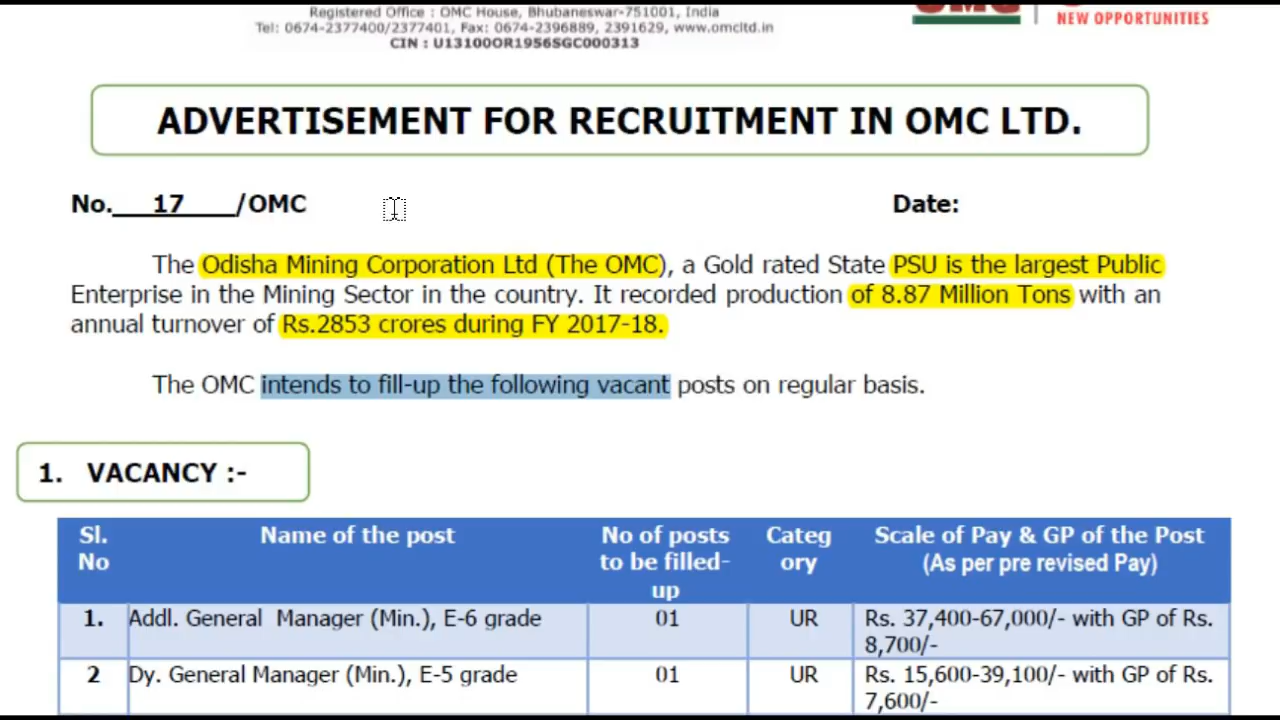 Registered Office : OMC House, Bhubaneswar-751001, India
Tel: 0674-2377400/2377401, Fax: 0674-2396889, 2391629, www.omcltd.in
CIN : U13100OR1956SGC000313
OMC
NEW OPPORTUNITIES
ADVERTISEMENT FOR RECRUITMENT IN OMC LTD.
No.___17____/OMC Date:
The Odisha Mining Corporation Ltd (The OMC), a Gold rated State PSU is the largest Public
Enterprise in the Mining Sector in the country. It recorded production of 8.87 Million Tons with an
annual turnover of Rs.2853 crores during FY 2017-18.
The OMC intends to fill-up the following vacant posts on regular basis.
1. VACANCY :-
Sl. No Name of the post No of posts to be filled-up Categ ory Scale of Pay & GP of the Post (As per pre revised Pay)
1. Addl. General Manager (Min.), E-6 grade 01 UR Rs. 37,400-67,000/- with GP of Rs. 8,700/-
2 Dy. General Manager (Min.), E-5 grade 01 UR Rs. 15,600-39,100/- with GP of Rs. 7,600/-